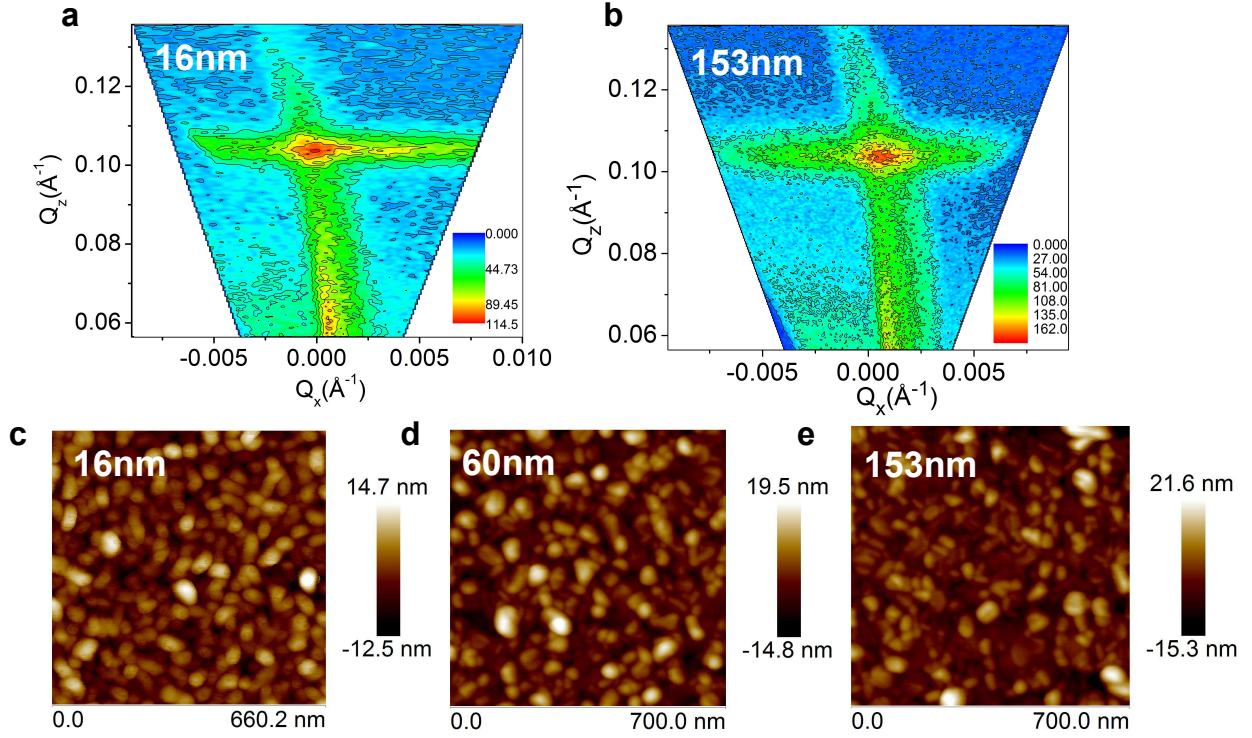 a
16nm
0.12
0.10
0.08
0.06
Qz(Å-1)
-0.005
0.000
0.005
0.010
Qx(Å-1)
0.000
44.73
89.45
114.5
b
153nm
0.12
0.10
0.08
0.06
Qz(Å-1)
-0.005
0.000
0.005
Qx(Å-1)
0.000
27.00
54.00
81.00
108.0
135.0
162.0
c
16nm
14.7 nm
-12.5 nm
0.0
660.2 nm
d
60nm
19.5 nm
-14.8 nm
0.0
700.0 nm
e
153nm
21.6 nm
-15.3 nm
0.0
700.0 nm